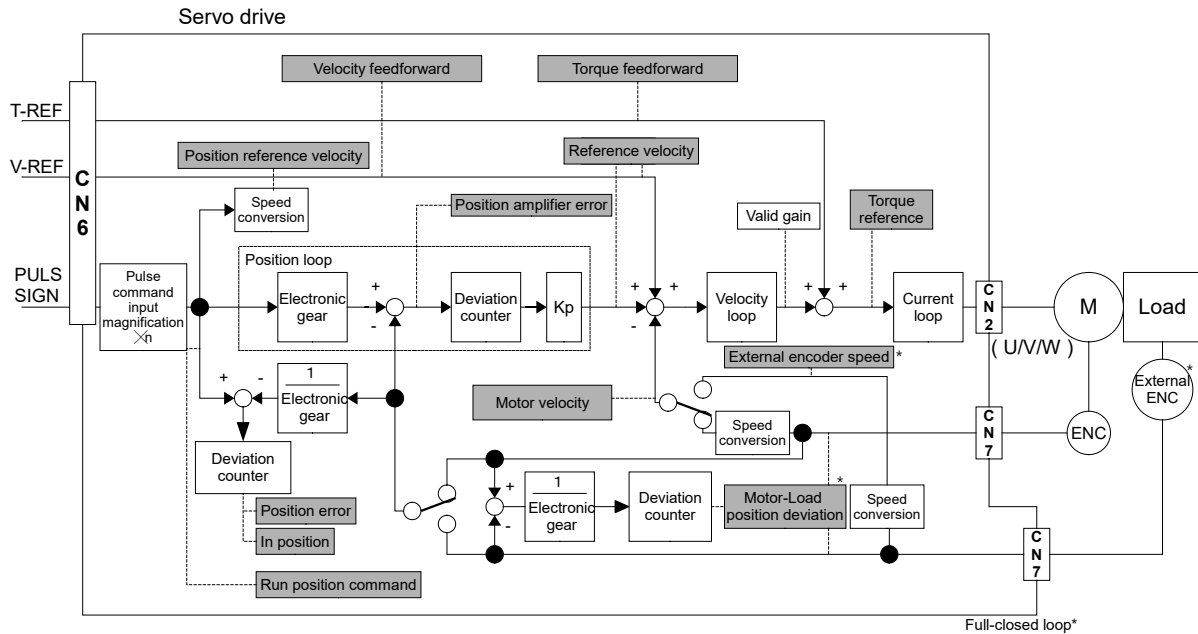 Servo drive
Velocity feedforward
Torque feedforward
T-REF
Position reference velocity
Reference velocity
V-REF
C
N
6
Speed
conversion
Position amplifier error
Valid gain
Torque
reference
PULS
SIGN
Pulse
command
input
magnification
×n
Position loop
Electronic
gear
+
-
-
Deviation
counter
Kp
+
+
+
-
Velocity
loop
+
+
+
Current
loop
C
N
2
( U/V/W )
M
Load
External encoder speed *
External
ENC
*
+
-
1
Electronic
gear
Motor velocity
Speed
conversion
C
N
7
ENC
Deviation
counter
Position error
In position
+
-
1
Electronic
gear
Deviation
counter
Motor-Load
position deviation
*
Speed
conversion
C
N
7
Run position command
Full-closed loop*